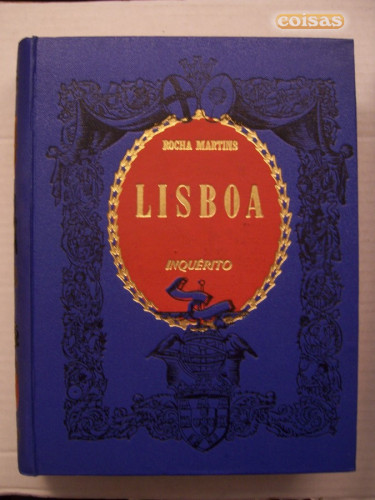 coisas
ROCHA MARTINS
LISBOA
INQUÉRITO